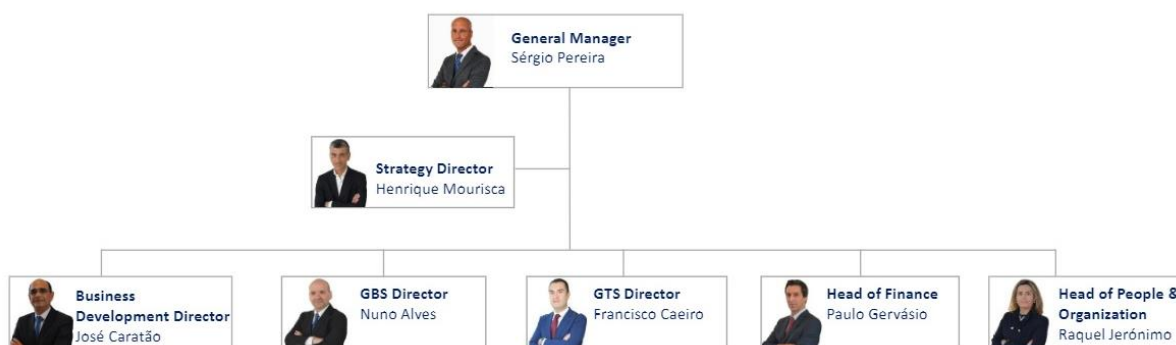 General Manager
Sérgio Pereira
Strategy Director
Henrique Mourisca
Business
Development Director
José Caratão
GBS Director
Nuno Alves
GTS Director
Francisco Caeiro
Head of Finance
Paulo Gervásio
Head of People &
Organization
Raquel Jerónimo